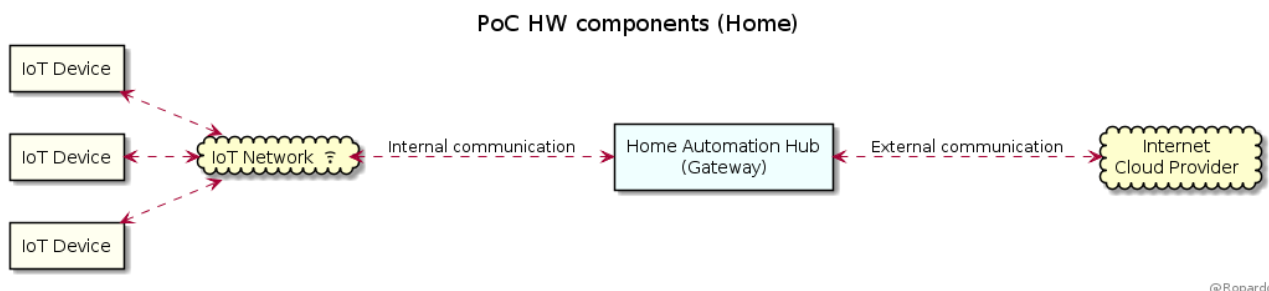 PoC HW components (Home)
IoT Device
IoT Device
IoT Device
IoT Network
Internal communication
Home Automation Hub
(Gateway)
External communication
Internet
Cloud Provider
@Ropardo